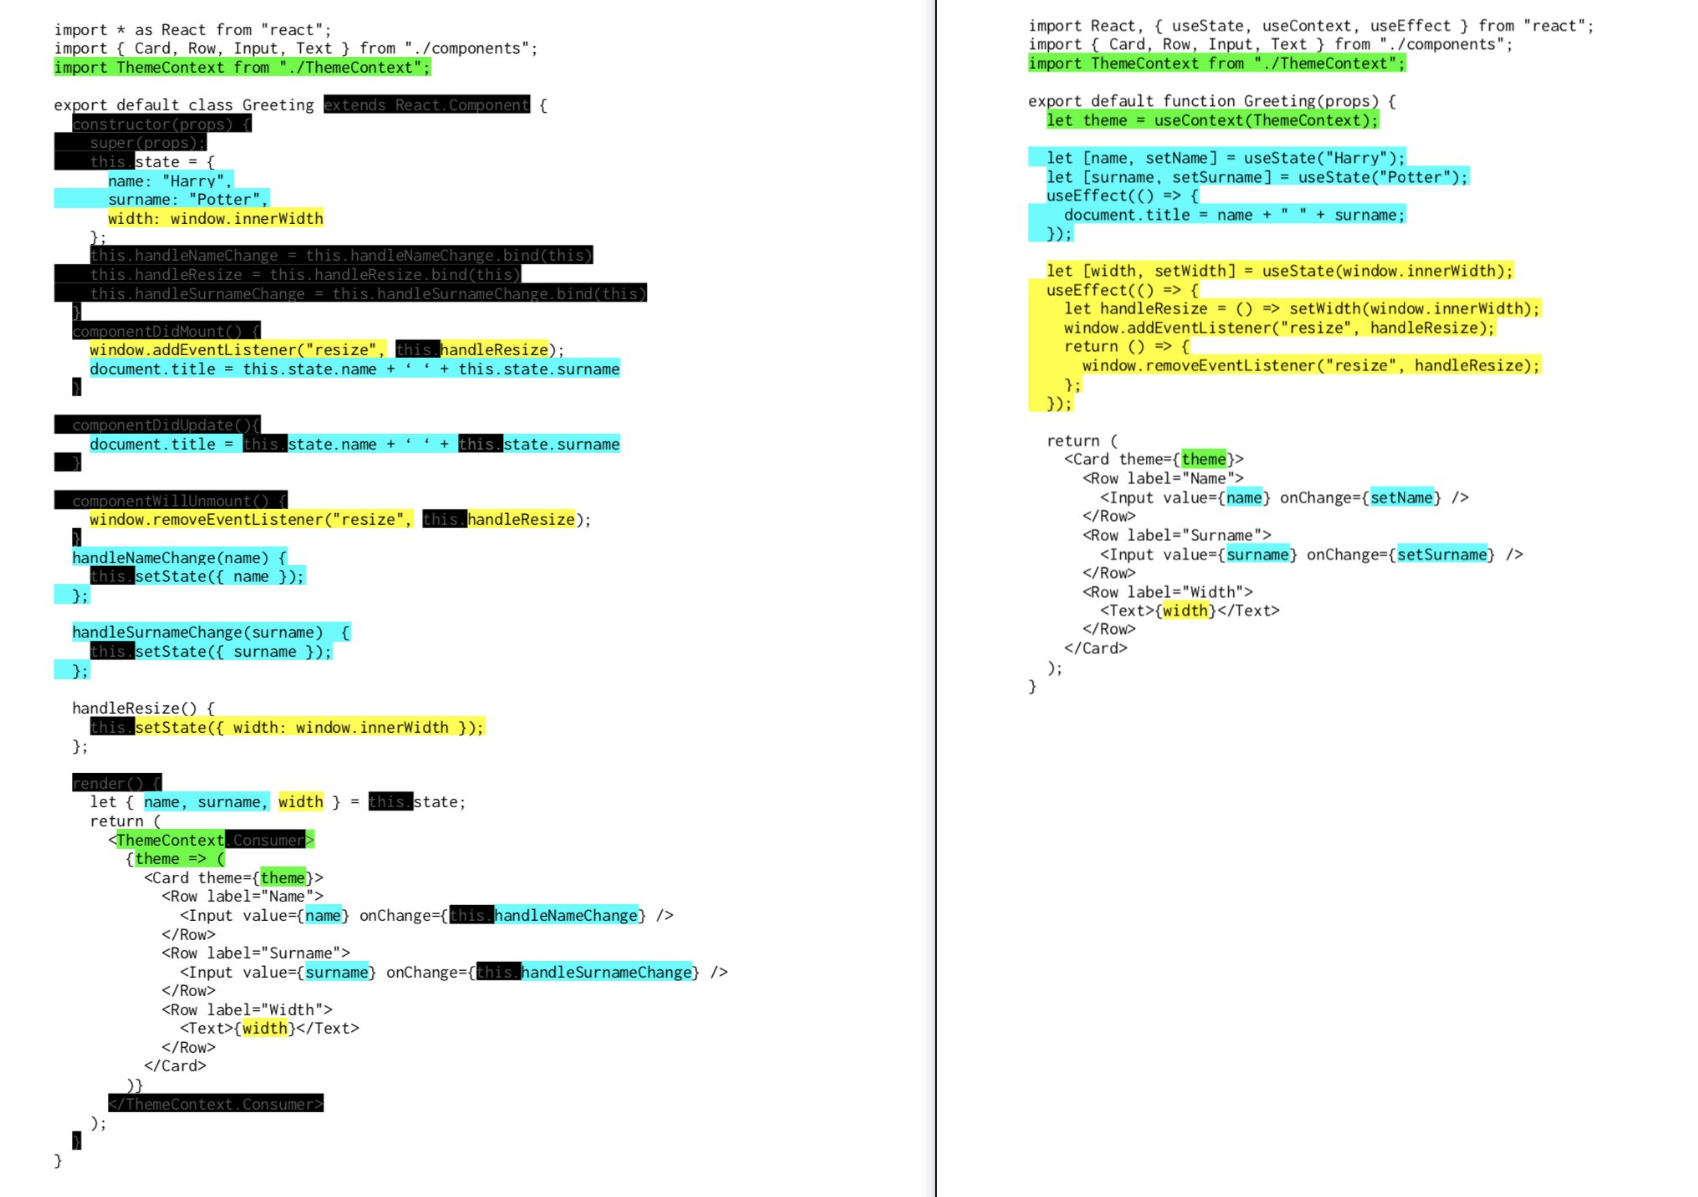 import * as React from "react";
import { Card, Row, Input, Text } from "./components";
import ThemeContext from "./ThemeContext";
export default class Greeting extends React.Component {
constructor(props) {
super(props);
this.state = {
name: "Harry",
surname: "Potter",
width: window.innerWidth
};
this.handleNameChange = this.handleNameChange.bind(this)
this.handleResize = this.handleResize.bind(this)
this.handleSurnameChange = this.handleSurnameChange.bind(this)
}
componentDidMount() {
window.addEventListener("resize", this.handleResize);
document.title = this.state.name + ‘ ‘ + this.state.surname
}
componentDidUpdate(){
document.title = this.state.name + ‘ ‘ + this.state.surname
}
componentWillUnmount() {
window.removeEventListener("resize", this.handleResize);
}
handleNameChange(name) {
this.setState({ name });
};
handleSurnameChange(surname)  {
this.setState({ surname });
};
handleResize() {
this.setState({ width: window.innerWidth });
};
render() {
let { name, surname, width } = this.state;
return (
<ThemeContext.Consumer>
{theme => (
<Card theme={theme}>
<Row label="Name">
<Input value={name} onChange={this.handleNameChange} />
</Row>
<Row label="Surname">
<Input value={surname} onChange={this.handleSurnameChange} />
</Row>
<Row label="Width">
<Text>{width}</Text>
</Row>
</Card>
)}
</ThemeContext.Consumer>
);
}
}
import React, { useState, useContext, useEffect } from "react";
import { Card, Row, Input, Text } from "./components";
import ThemeContext from "./ThemeContext";
export default function Greeting(props) {
let theme = useContext(ThemeContext);
let [name, setName] = useState("Harry");
let [surname, setSurname] = useState("Potter");
useEffect(() => {
document.title = name + " " + surname;
});
let [width, setWidth] = useState(window.innerWidth);
useEffect(() => {
let handleResize = () => setWidth(window.innerWidth);
window.addEventListener("resize", handleResize);
return () => {
window.removeEventListener("resize", handleResize);
};
});
return (
<Card theme={theme}>
<Row label="Name">
<Input value={name} onChange={setName} />
</Row>
<Row label="Surname">
<Input value={surname} onChange={setSurname} />
</Row>
<Row label="Width">
<Text>{width}</Text>
</Row>
</Card>
);
}